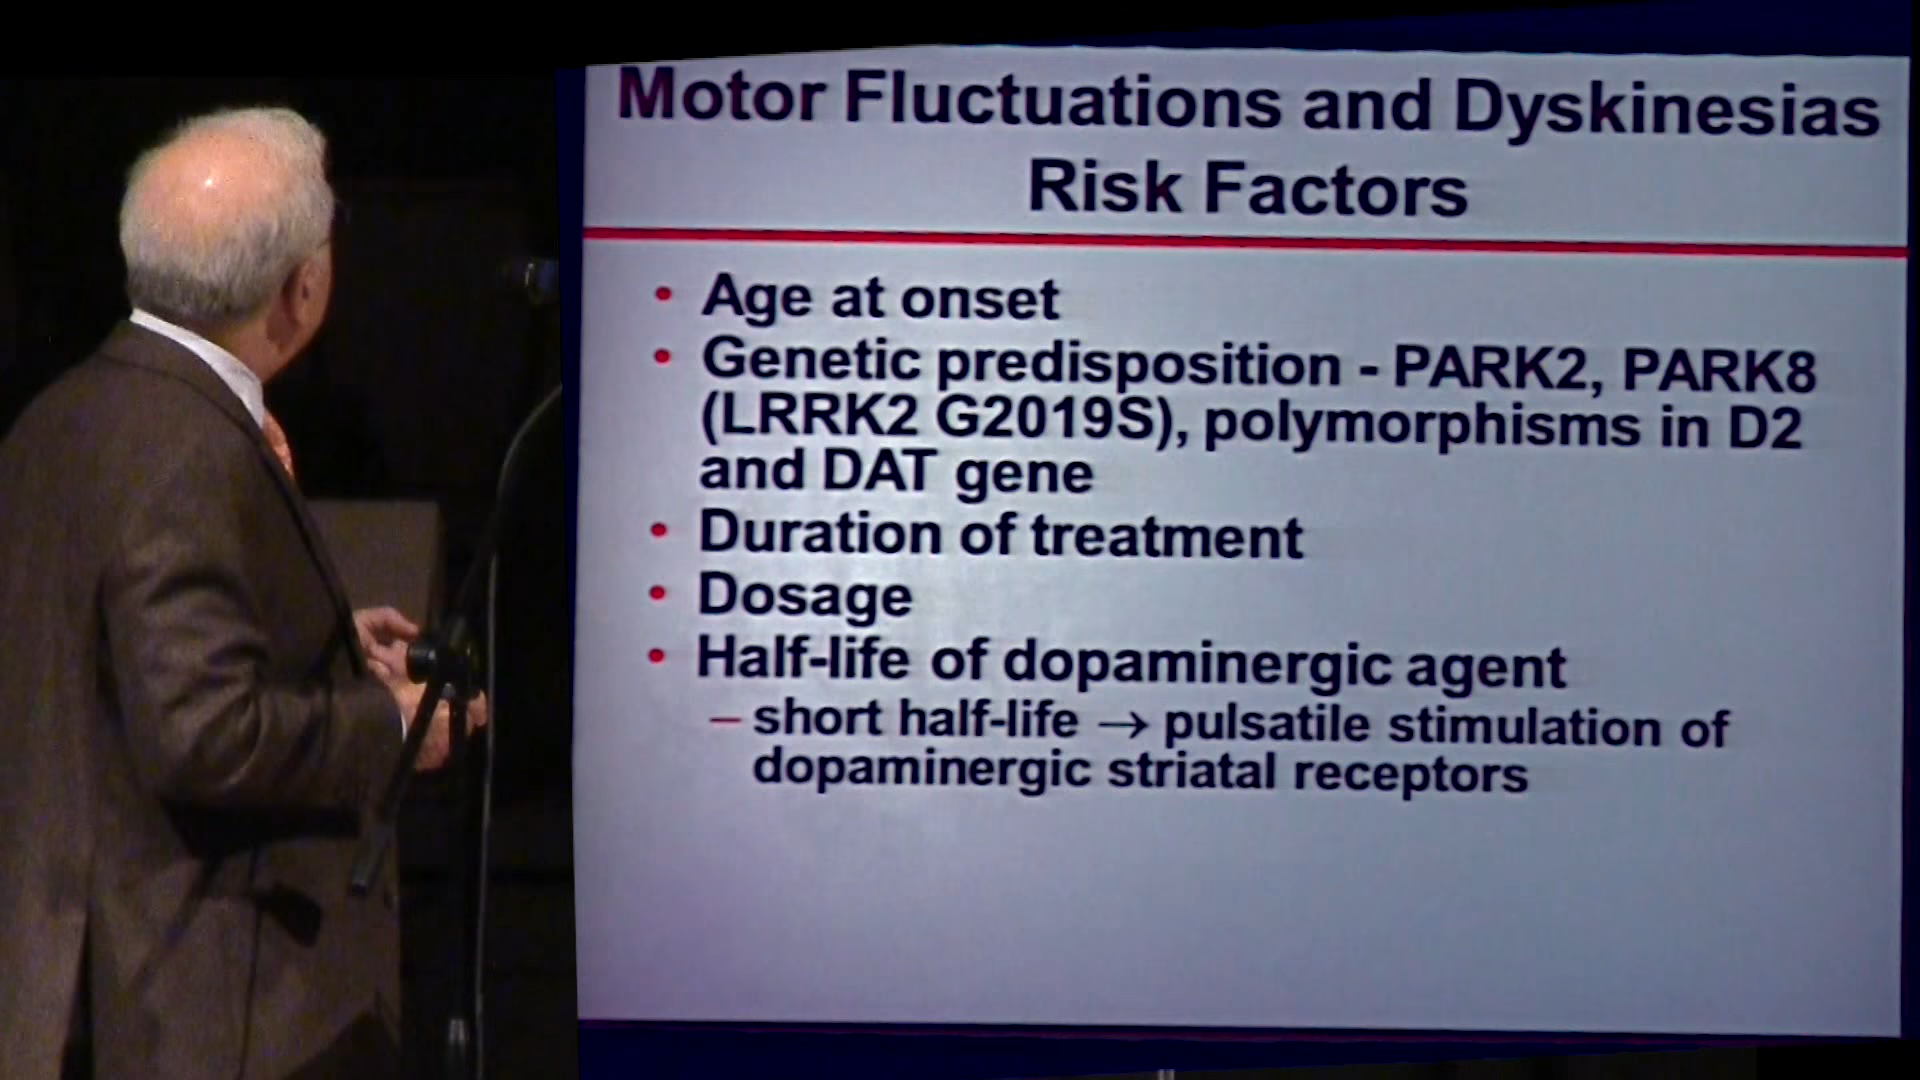 Motor Fluctuations and Dyskinesias
Risk Factors
• Age at onset
• Genetic predisposition - PARK2, PARK8
(LRRK2 G2019S), polymorphisms in D2
and DAT gene
• Duration of treatment
• Dosage
• Half-life of dopaminergic agent
– short half-life → pulsatile stimulation of
dopaminergic striatal receptors